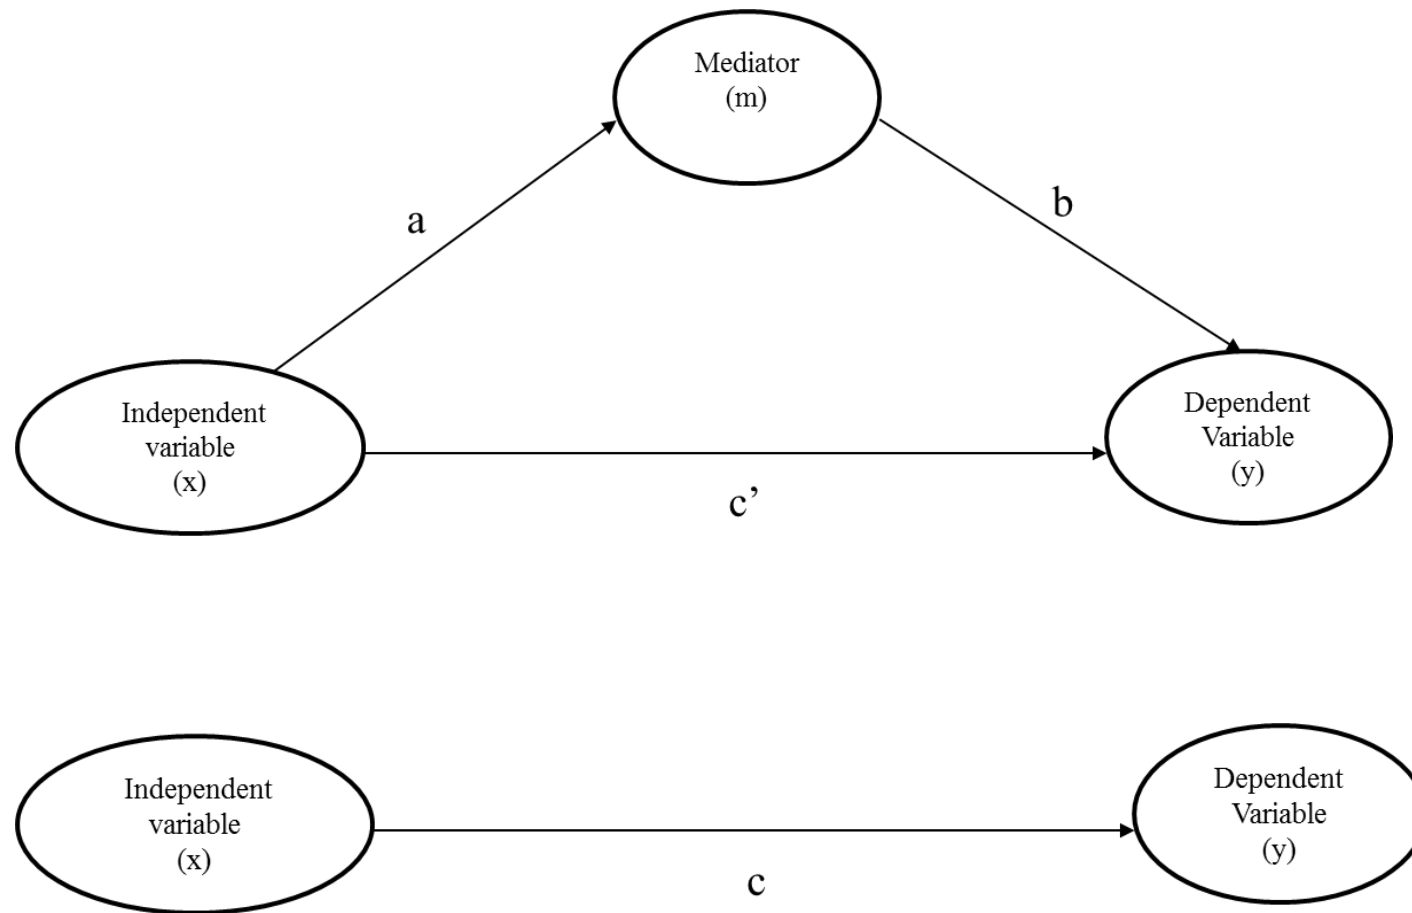 Mediator
(m)
a
b
Independent
variable
(x)
Dependent
Variable
(y)
c’
Independent
variable
(x)
Dependent
Variable
(y)
c